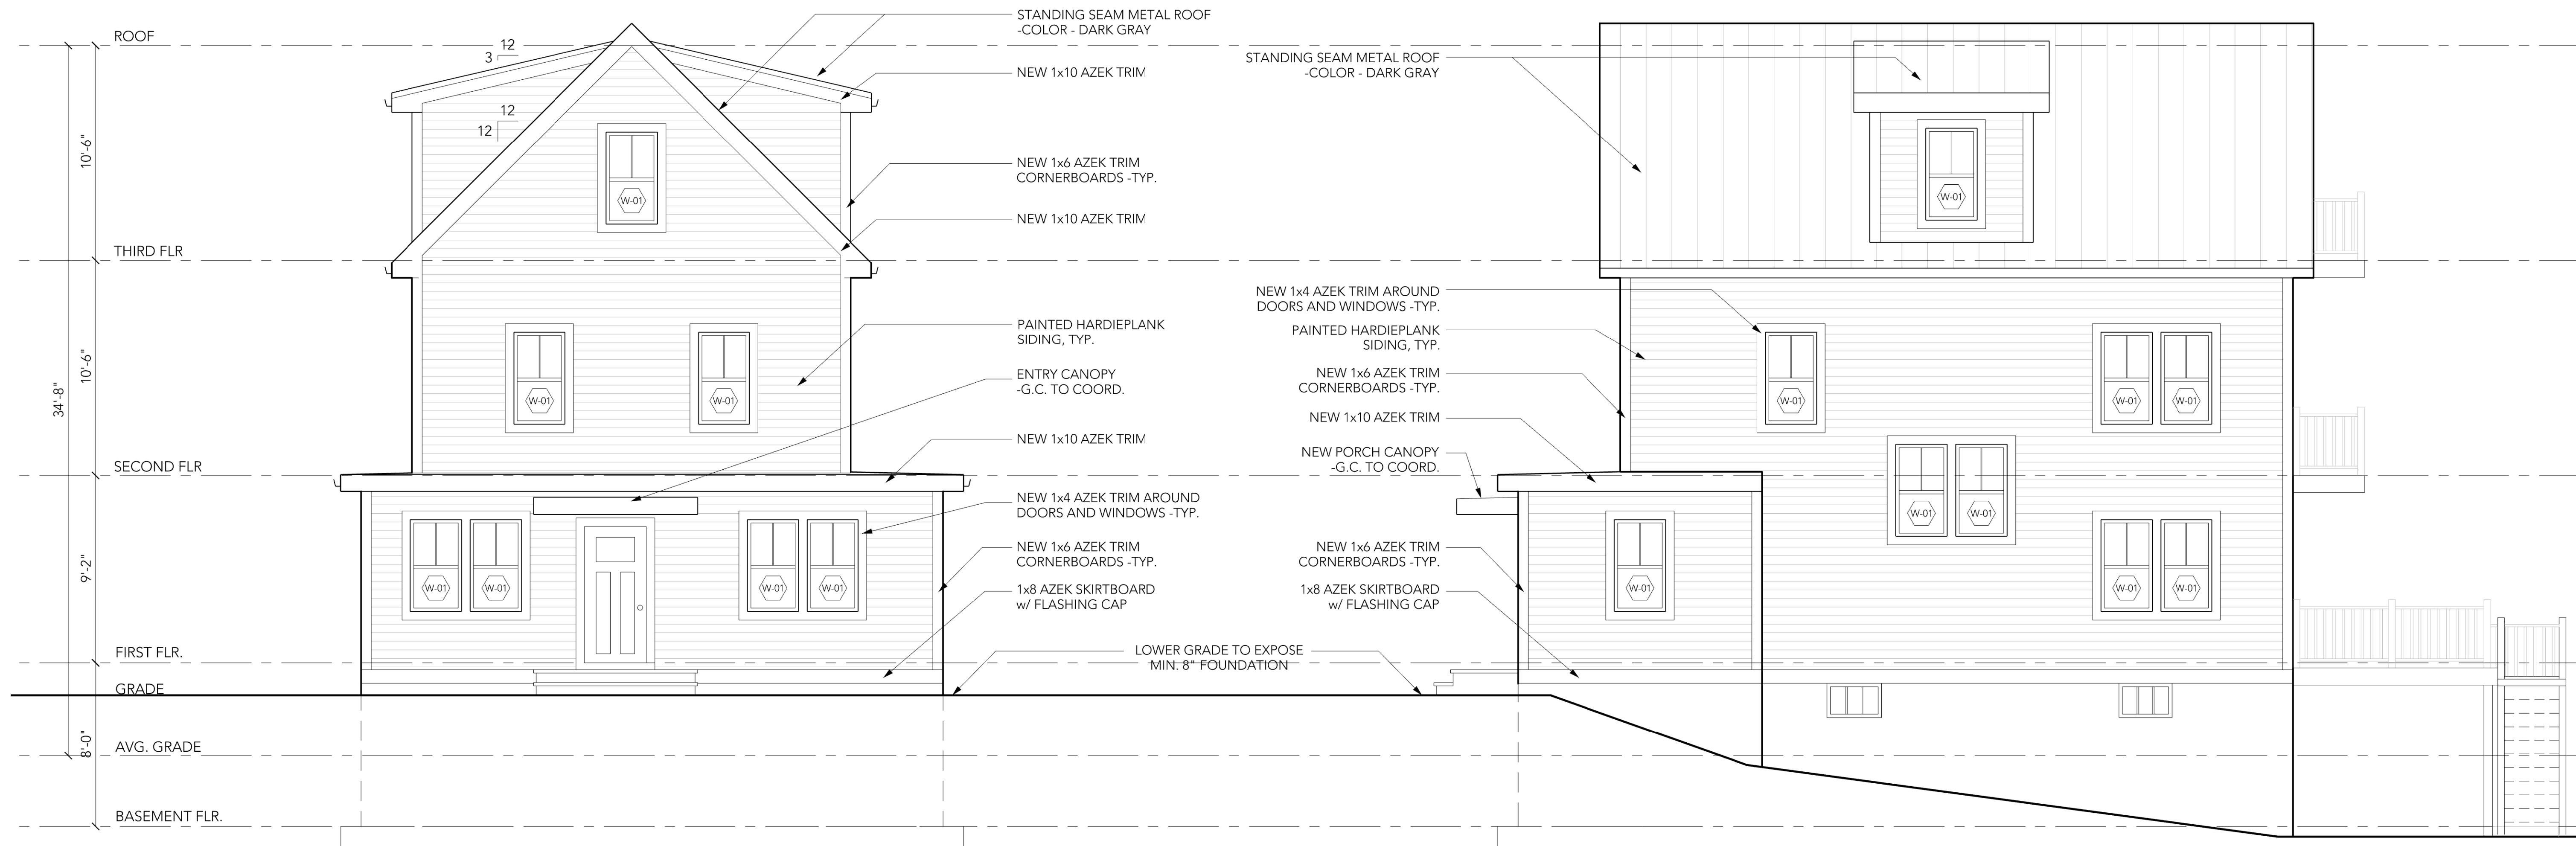 ROOF
THIRD FLR
SECOND FLR
FIRST FLR.
GRADE
AVG. GRADE
BASEMENT FLR.
10'-6"
10'-6"
9'-2"
8'-0"
34'-8"
12
3
12
12
W-01
W-01
W-01
W-01
W-01
W-01
W-01
STANDING SEAM METAL ROOF
-COLOR - DARK GRAY
NEW 1x10 AZEK TRIM
NEW 1x6 AZEK TRIM
CORNERBOARDS -TYP.
NEW 1x10 AZEK TRIM
PAINTED HARDIEPLANK
SIDING, TYP.
ENTRY CANOPY
-G.C. TO COORD.
NEW 1x10 AZEK TRIM
NEW 1x4 AZEK TRIM AROUND
DOORS AND WINDOWS -TYP.
NEW 1x6 AZEK TRIM
CORNERBOARDS -TYP.
1x8 AZEK SKIRTBOARD
w/ FLASHING CAP
LOWER GRADE TO EXPOSE
MIN. 8" FOUNDATION
STANDING SEAM METAL ROOF
-COLOR - DARK GRAY
NEW 1x4 AZEK TRIM AROUND
DOORS AND WINDOWS -TYP.
PAINTED HARDIEPLANK
SIDING, TYP.
NEW 1x6 AZEK TRIM
CORNERBOARDS -TYP.
NEW 1x10 AZEK TRIM
NEW PORCH CANOPY
-G.C. TO COORD.
NEW 1x6 AZEK TRIM
CORNERBOARDS -TYP.
1x8 AZEK SKIRTBOARD
w/ FLASHING CAP
W-01
W-01
W-01
W-01
W-01
W-01
W-01
W-01
W-01